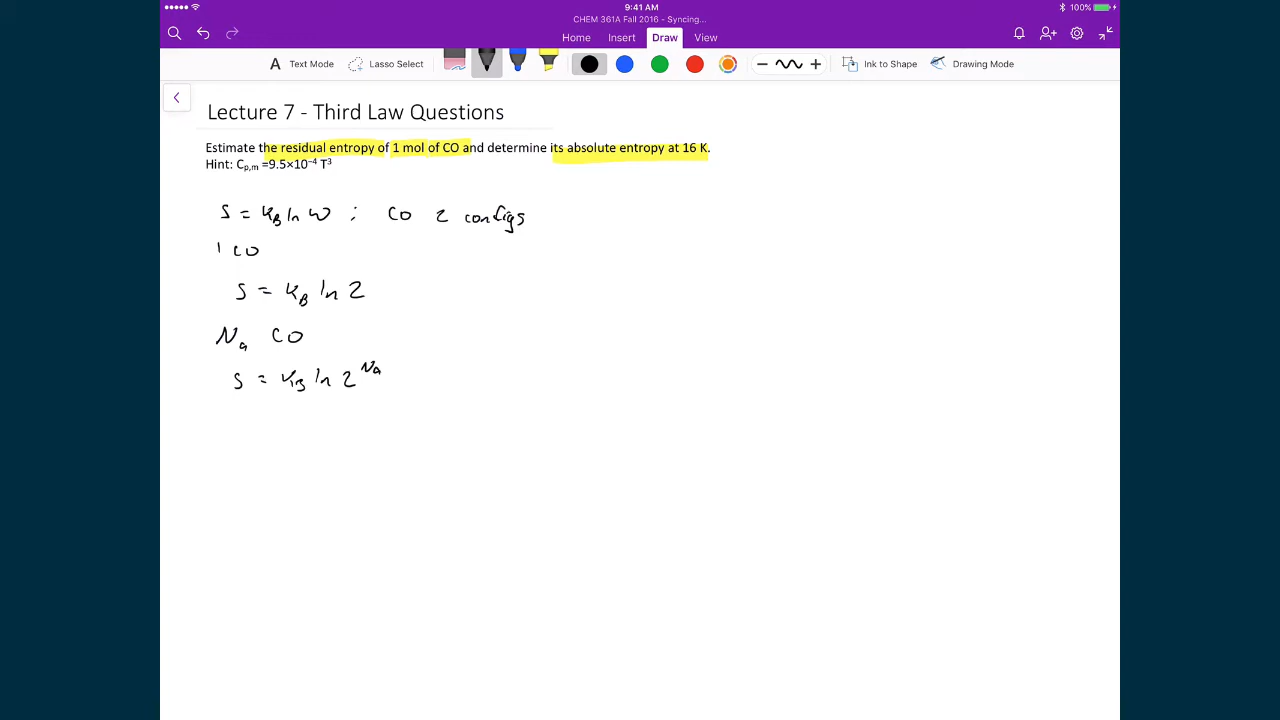 9:41 AM
100%
CHEM 361A Fall 2016 - Syncing...
Home Insert Draw View
A Text Mode Lasso Select Ink to Shape Drawing Mode
Lecture 7 - Third Law Questions
Estimate the residual entropy of 1 mol of CO and determine its absolute entropy at 16 K.
Hint: Cp,m =9.5×10⁻⁴ T³
S = kB ln W ; CO 2 configs
1 CO
S = kB ln 2
Na CO
S = kB ln 2^Na